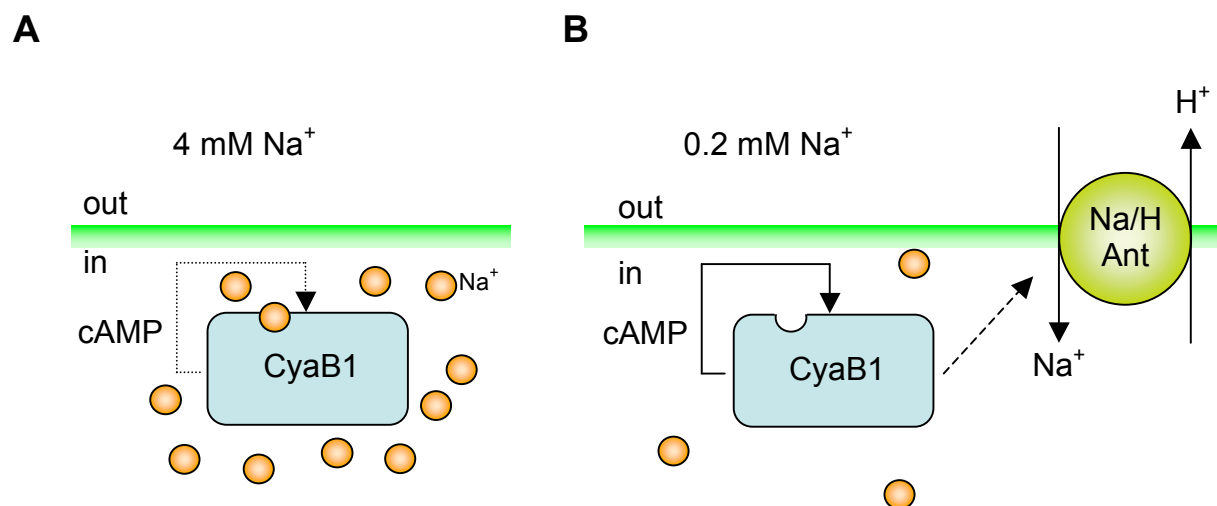 A
4 mM Na⁺
out
in
Na⁺
cAMP
CyaB1
B
0.2 mM Na⁺
H⁺
out
Na/H
Ant
in
cAMP
CyaB1
Na⁺